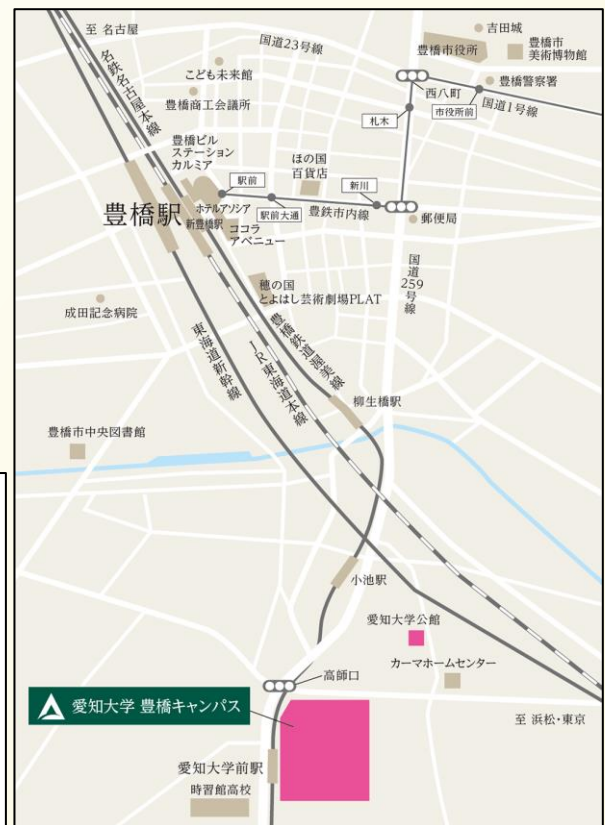 至 名古屋
国道23号線
吉田城
豊橋市役所
豊橋市
美術博物館
名鉄名古屋本線
こども未来館
豊橋商工会議所
豊橋警察署
西八町
国道1号線
市役所前
札木
豊橋ビル
ステーション
カルミア
ほの国
百貨店
駅前
新川
豊橋駅
ホテルアソシア
新豊橋駅
駅前大通
豊鉄市内線
郵便局
ココラ
アベニュー
国道259号線
穂の国
とよはし芸術劇場PLAT
成田記念病院
東海道新幹線
JR東海道本線
豊橋鉄道渥美線
柳生橋駅
豊橋市中央図書館
小池駅
愛知大学公館
カーマホームセンター
高師口
愛知大学 豊橋キャンパス
至 浜松・東京
愛知大学前駅
時習館高校